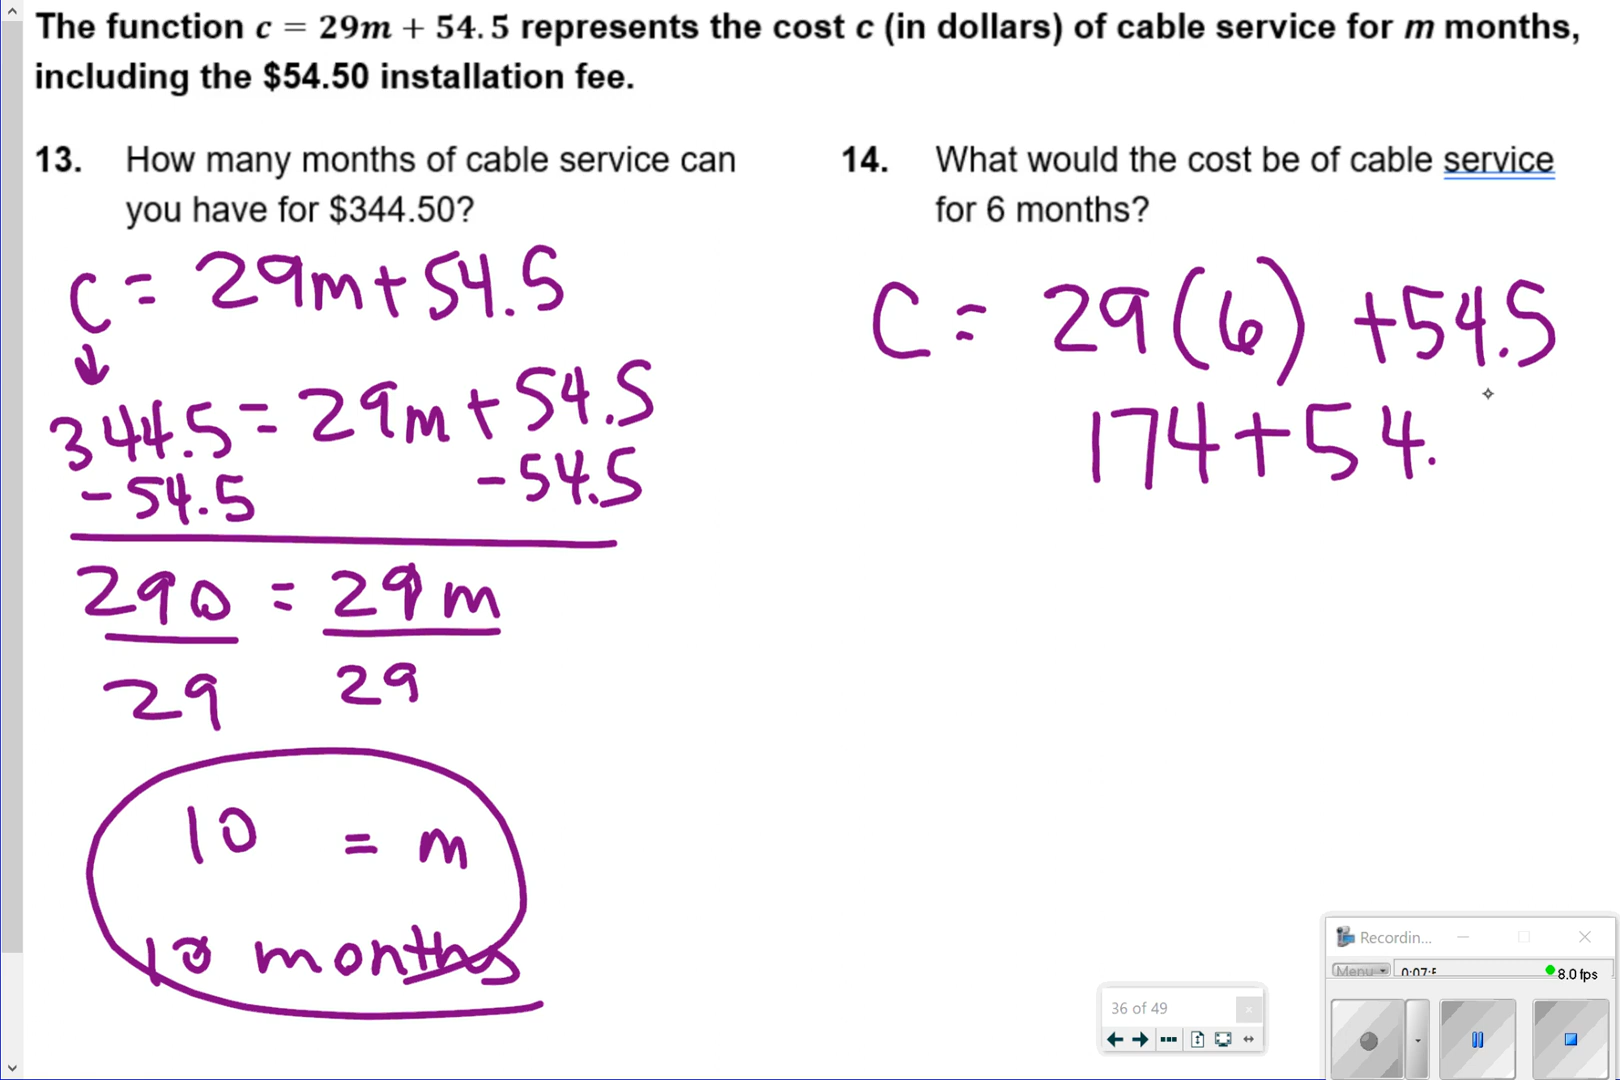 The function c = 29m + 54.5 represents the cost c (in dollars) of cable service for m months,
including the $54.50 installation fee.
13. How many months of cable service can
you have for $344.50?
C = 29m + 54.5
↓
344.5 = 29m + 54.5
- 54.5 - 54.5
290 = 29m
29 29
10 = m
10 months
14. What would the cost be of cable service
for 6 months?
C = 29(6) + 54.5
174 + 54.
36 of 49
Recordin...
Menu
8.0 fps